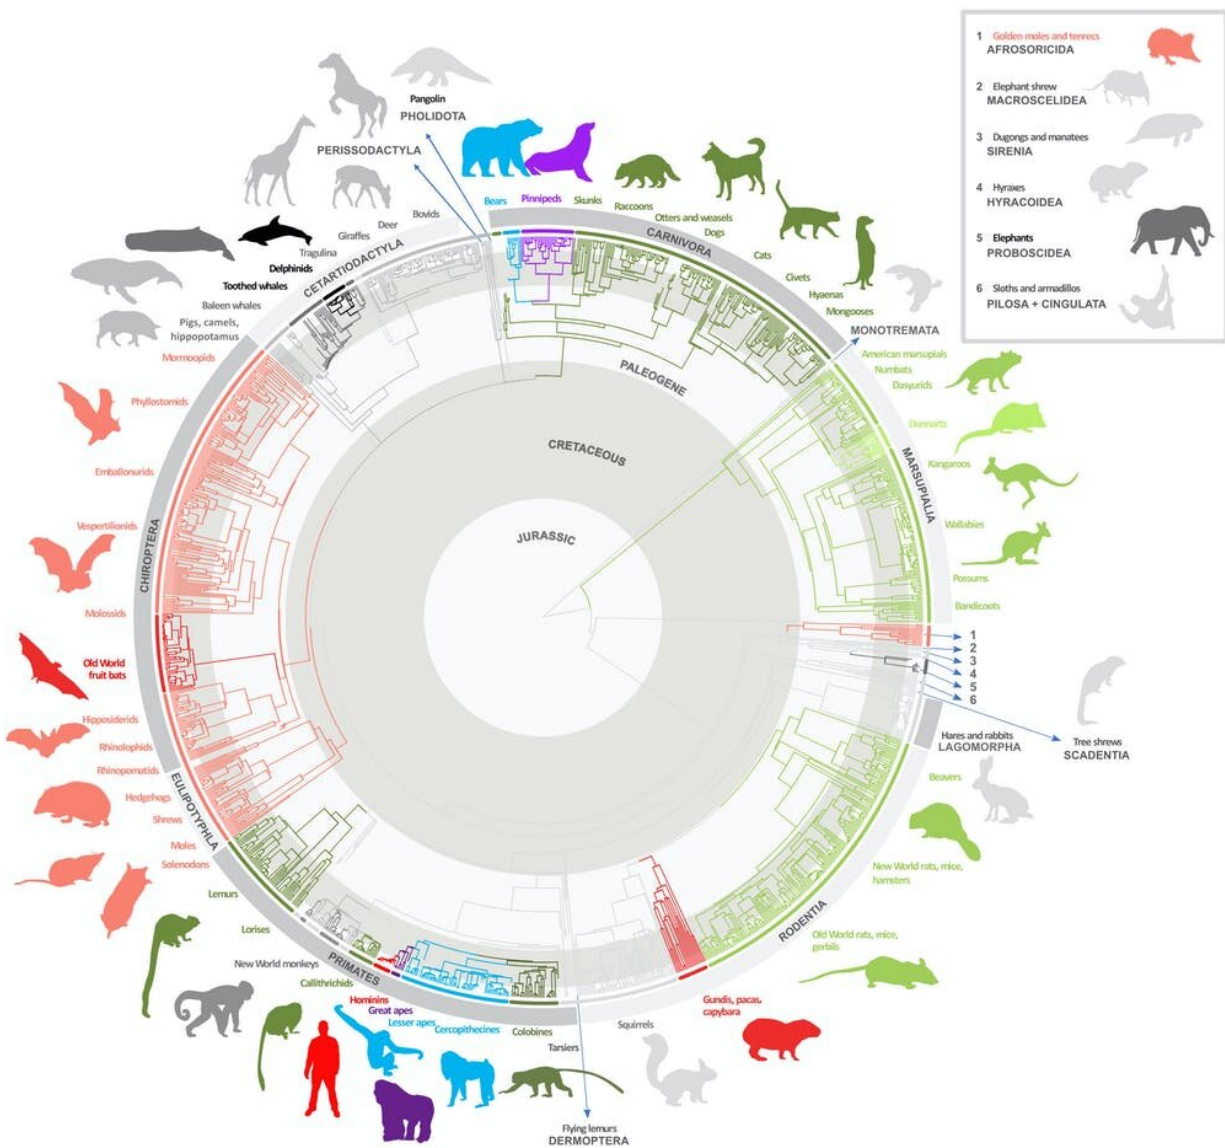 1 Golden moles and tenrecs
AFROSORICIDA
2 Elephant shrew
MACROSCELIDEA
3 Dugongs and manatees
SIRENIA
4 Hyraxes
HYRACOIDEA
5 Elephants
PROBOSCIDEA
6 Sloths and armadillos
PILOSA + CINGULATA
Pangolin
PHOLIDOTA
PERISSODACTYLA
Bears
Pinnipeds
Skunks
Raccoons
Otters and weasels
Dogs
CARNIVORA
Cats
Civets
Hyaenas
Mongooses
MONOTREMATA
Bovids
Deer
Giraffes
Tragulina
CETARTIODACTYLA
Delphinids
Toothed whales
Baleen whales
Pigs, camels,
hippopotamus
American marsupials
Numbats
Dasyurids
Dunnarts
Kangaroos
MARSUPIALIA
Wallabies
Possums
Bandicoots
PALEOGENE
CRETACEOUS
JURASSIC
Mormoopids
Phyllostomids
Emballonurids
Vespertilionids
CHIROPTERA
Molossids
Old World
fruit bats
Hipposiderids
Rhinolophids
Rhinopomatids
EULIPOTYPHLA
Hedgehogs
Shrews
Moles
Solenodons
1
2
3
4
5
6
Hares and rabbits
LAGOMORPHA
Tree shrews
SCADENTIA
Beavers
New World rats, mice,
hamsters
RODENTIA
Old World rats, mice,
gerbils
Gundis, pacas,
capybara
Squirrels
Lemurs
Lorises
New World monkeys
PRIMATES
Callithrichids
Hominins
Great apes
Lesser apes
Cercopithecines
Colobines
Tarsiers
Flying lemurs
DERMOPTERA